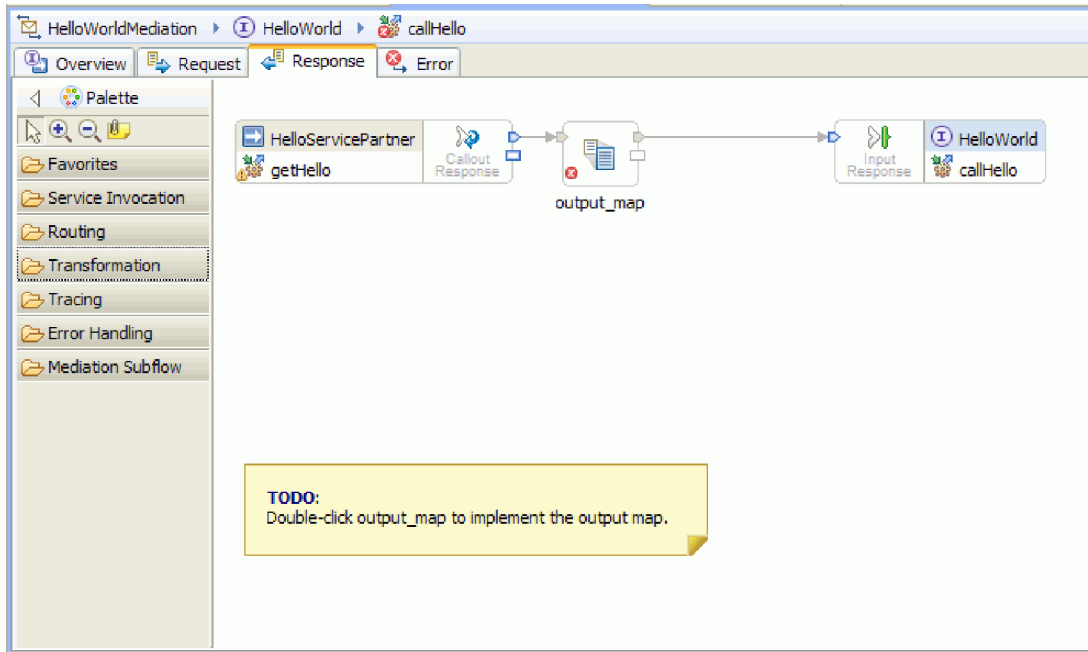 HelloWorldMediation HelloWorld callHello
Overview Request Response Error
Palette
Favorites
Service Invocation
Routing
Transformation
Tracing
Error Handling
Mediation Subflow
HelloServicePartner
getHello
Callout
Response
output_map
Input
Response
HelloWorld
callHello
TODO:
Double-click output_map to implement the output map.